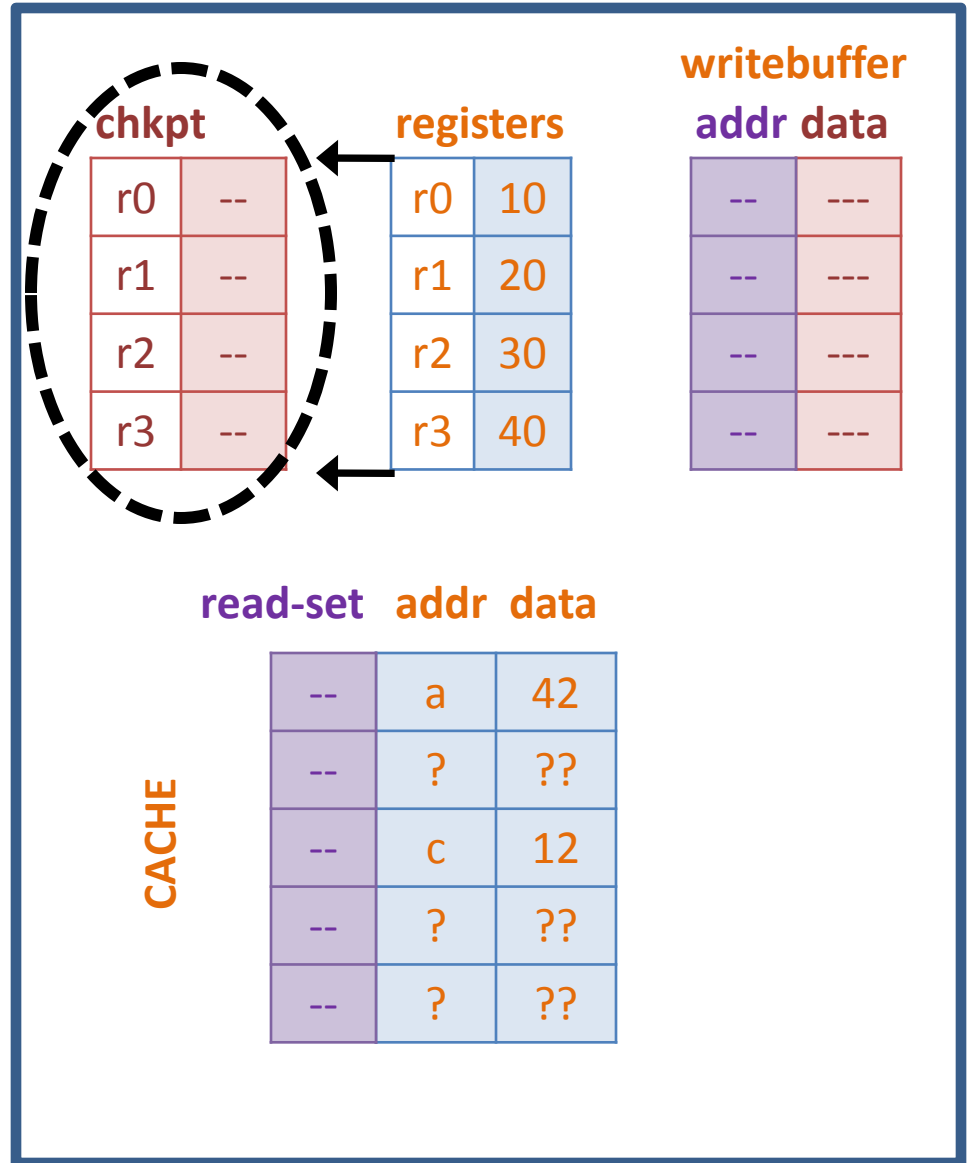 writebuffer
chkpt registers addr data
r0 -- r0 10 -- ---
r1 -- r1 20 -- ---
r2 -- r2 30 -- ---
r3 -- r3 40 -- ---
read-set addr data
-- a 42
-- ? ??
CACHE
-- c 12
-- ? ??
-- ? ??